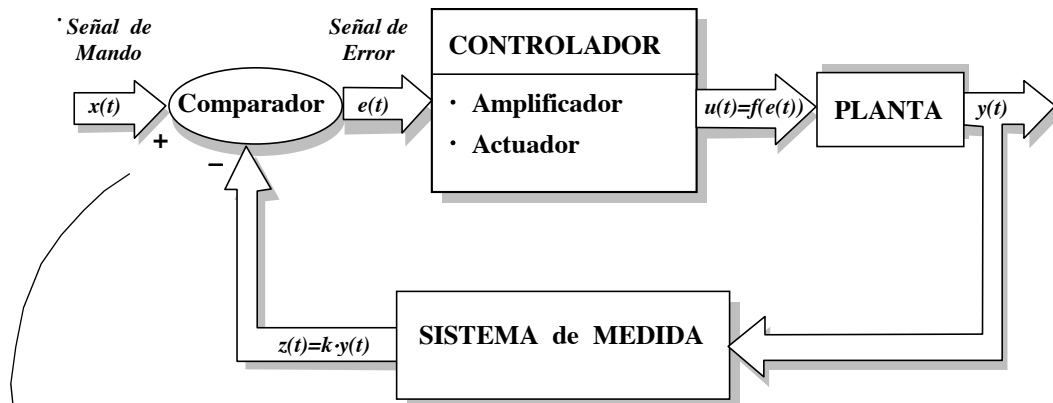 · Señal de
Mando
Señal de
Error
x(t)
+
−
Comparador
e(t)
CONTROLADOR
· Amplificador
· Actuador
u(t)=f(e(t))
PLANTA
y(t)
SISTEMA de MEDIDA
z(t)=k·y(t)